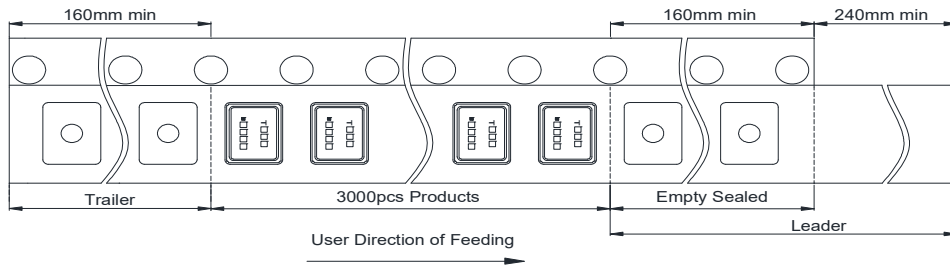 160mm min
160mm min
240mm min
Trailer
3000pcs Products
Empty Sealed
Leader
User Direction of Feeding